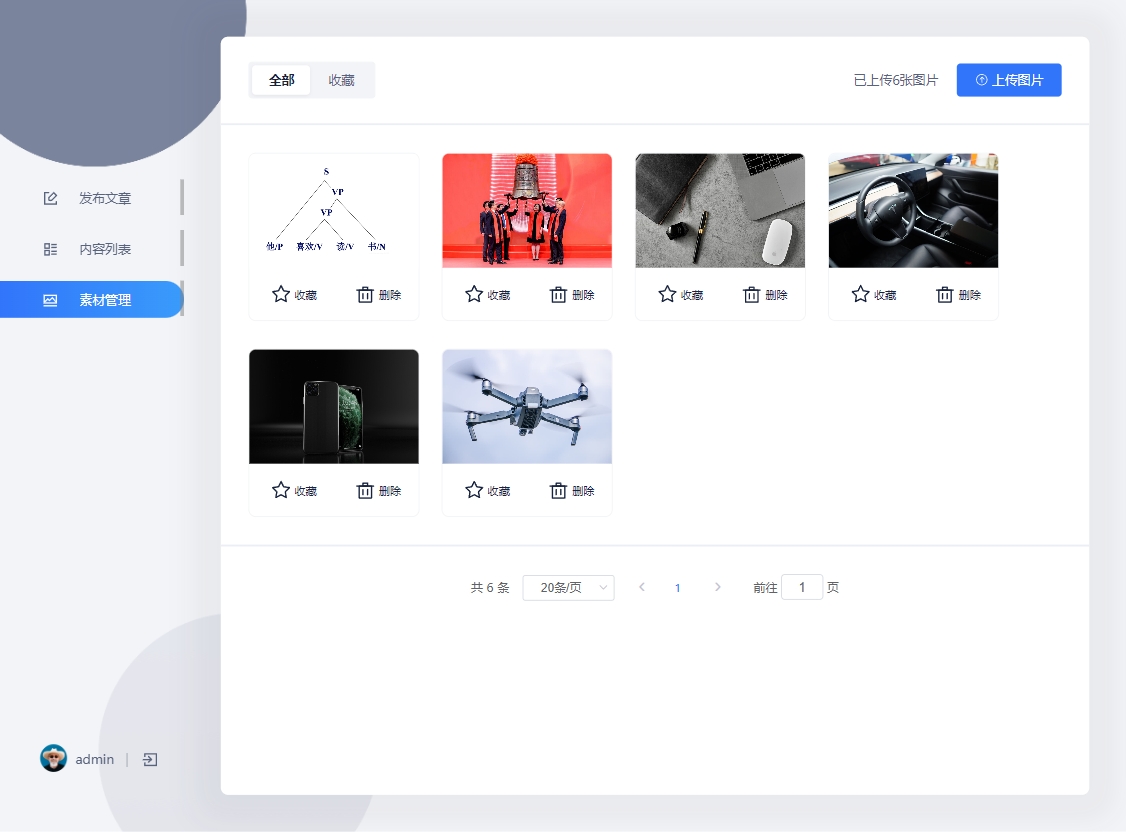 全部
收藏
已上传6张图片
上传图片
发布文章
内容列表
素材管理
S
VP
VP
他/P 喜欢/V 读/V 书/N
收藏 删除
收藏 删除
收藏 删除
收藏 删除
收藏 删除
收藏 删除
共 6 条 20条/页 1 前往 1 页
admin